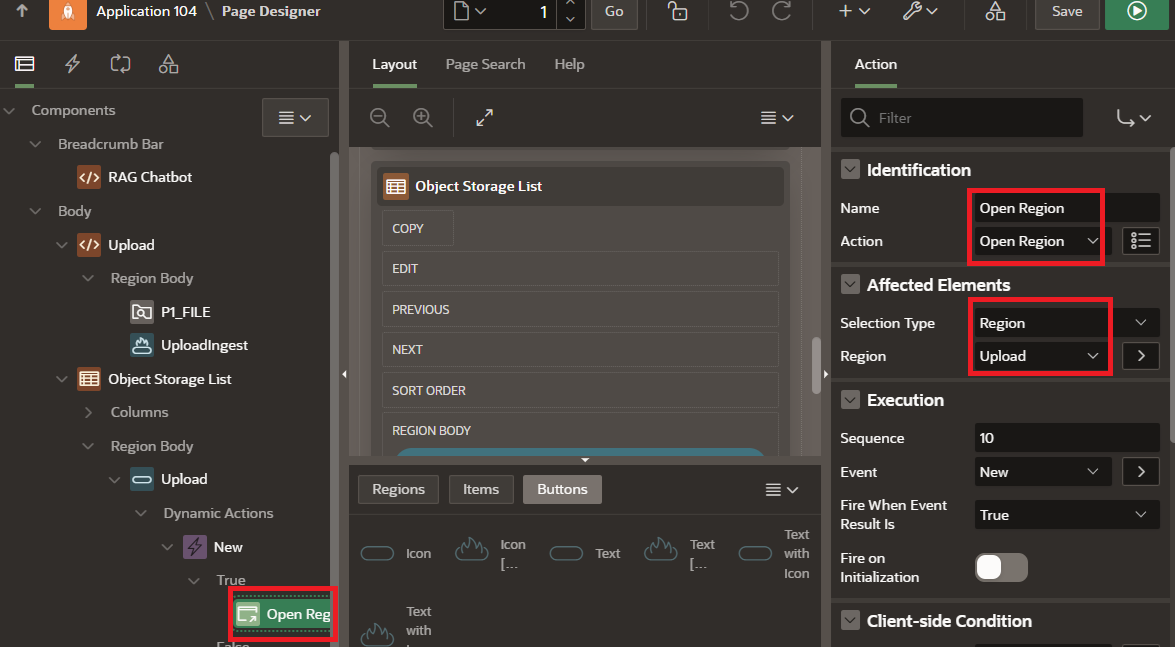 Application 104 \ Page Designer
1
Go
Save
Components
Breadcrumb Bar
RAG Chatbot
Body
Upload
Region Body
P1_FILE
UploadIngest
Object Storage List
Columns
Region Body
Upload
Dynamic Actions
New
True
Open Reg
Layout
Page Search
Help
Object Storage List
COPY
EDIT
PREVIOUS
NEXT
SORT ORDER
REGION BODY
Regions
Items
Buttons
Icon
Icon
[...
Text
Text
[...
Text
with
Icon
Text
with
Action
Filter
Identification
Name
Open Region
Action
Open Region
Affected Elements
Selection Type
Region
Region
Upload
Execution
Sequence
10
Event
New
Fire When Event
Result Is
True
Fire on
Initialization
Client-side Condition